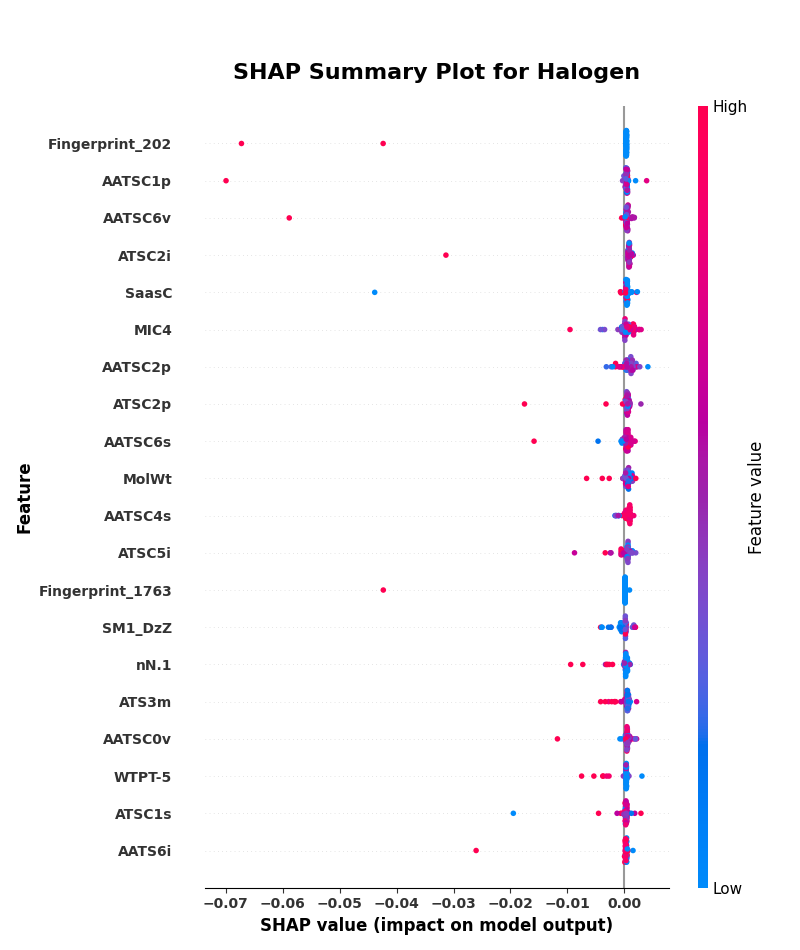 SHAP Summary Plot for Halogen
High
Fingerprint_202
AATSC1p
AATSC6v
ATSC2i
SaasC
MIC4
AATSC2p
ATSC2p
AATSC6s
MolWt
AATSC4s
ATSC5i
Fingerprint_1763
SM1_DzZ
nN.1
ATS3m
AATSC0v
WTPT-5
ATSC1s
AATS6i
Feature
Feature value
Low
−0.07 −0.06 −0.05 −0.04 −0.03 −0.02 −0.01 0.00
SHAP value (impact on model output)